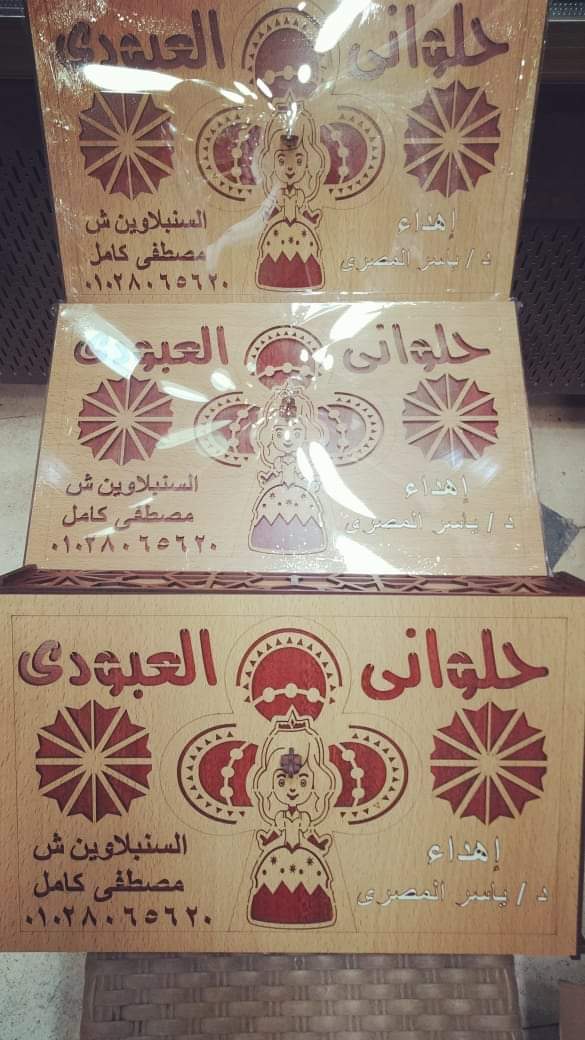 حلوانى العبودى
إهداء
د / ياسر المصرى
السنبلاوين ش
مصطفى كامل
٠١٠٢٨٠٦٥٦٢٠
حلوانى العبودى
إهداء
د / ياسر المصرى
السنبلاوين ش
مصطفى كامل
٠١٠٢٨٠٦٥٦٢٠
حلوانى العبودى
إهداء
د / ياسر المصرى
السنبلاوين ش
مصطفى كامل
٠١٠٢٨٠٦٥٦٢٠